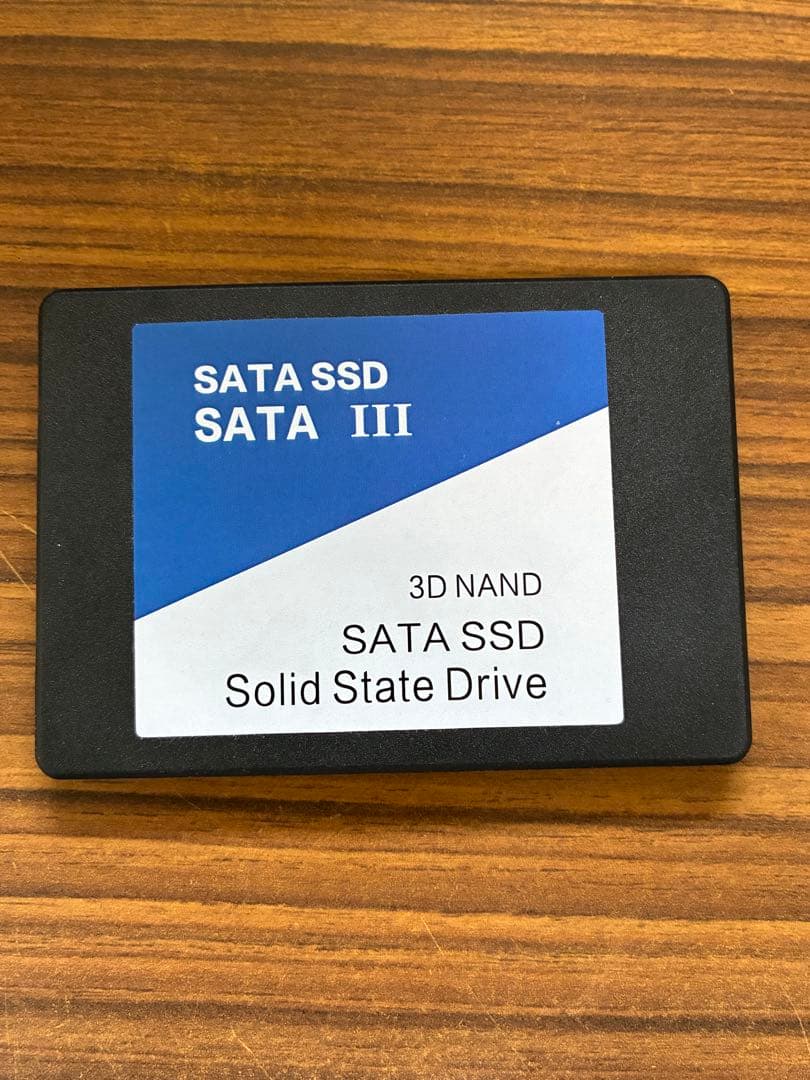 SATA SSD
SATA III
3D NAND
SATA SSD
Solid State Drive